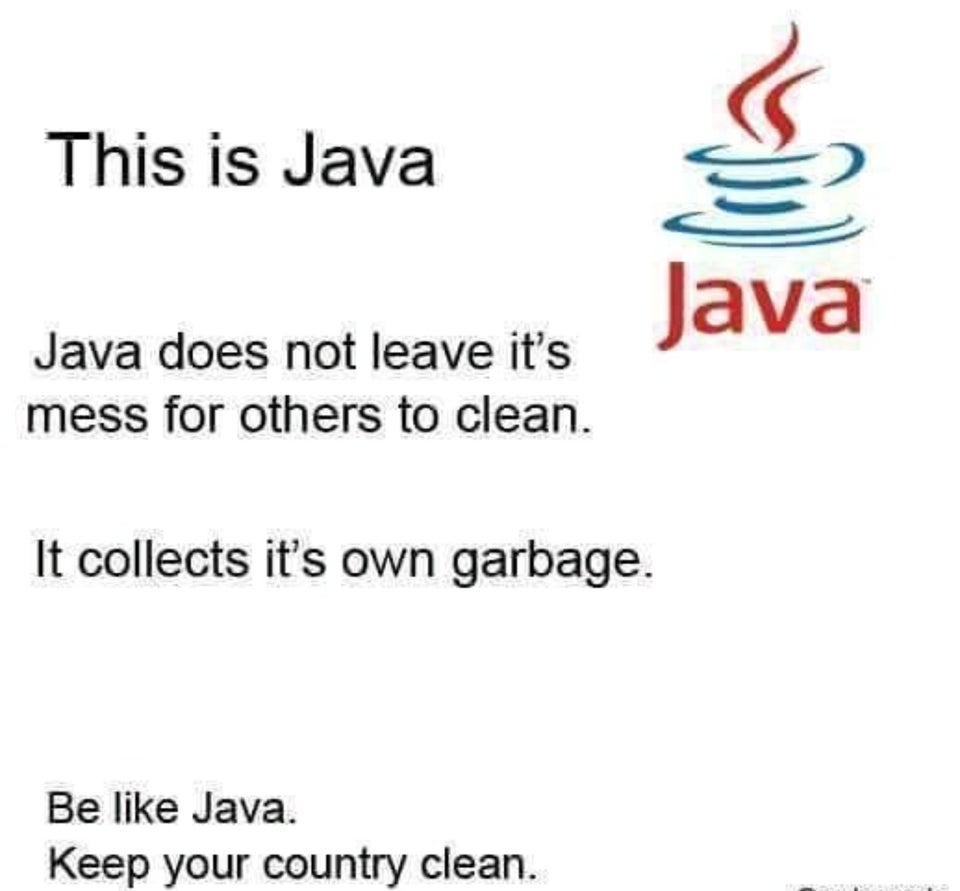 This is Java
Java
Java does not leave it’s
mess for others to clean.
It collects it’s own garbage.
Be like Java.
Keep your country clean.